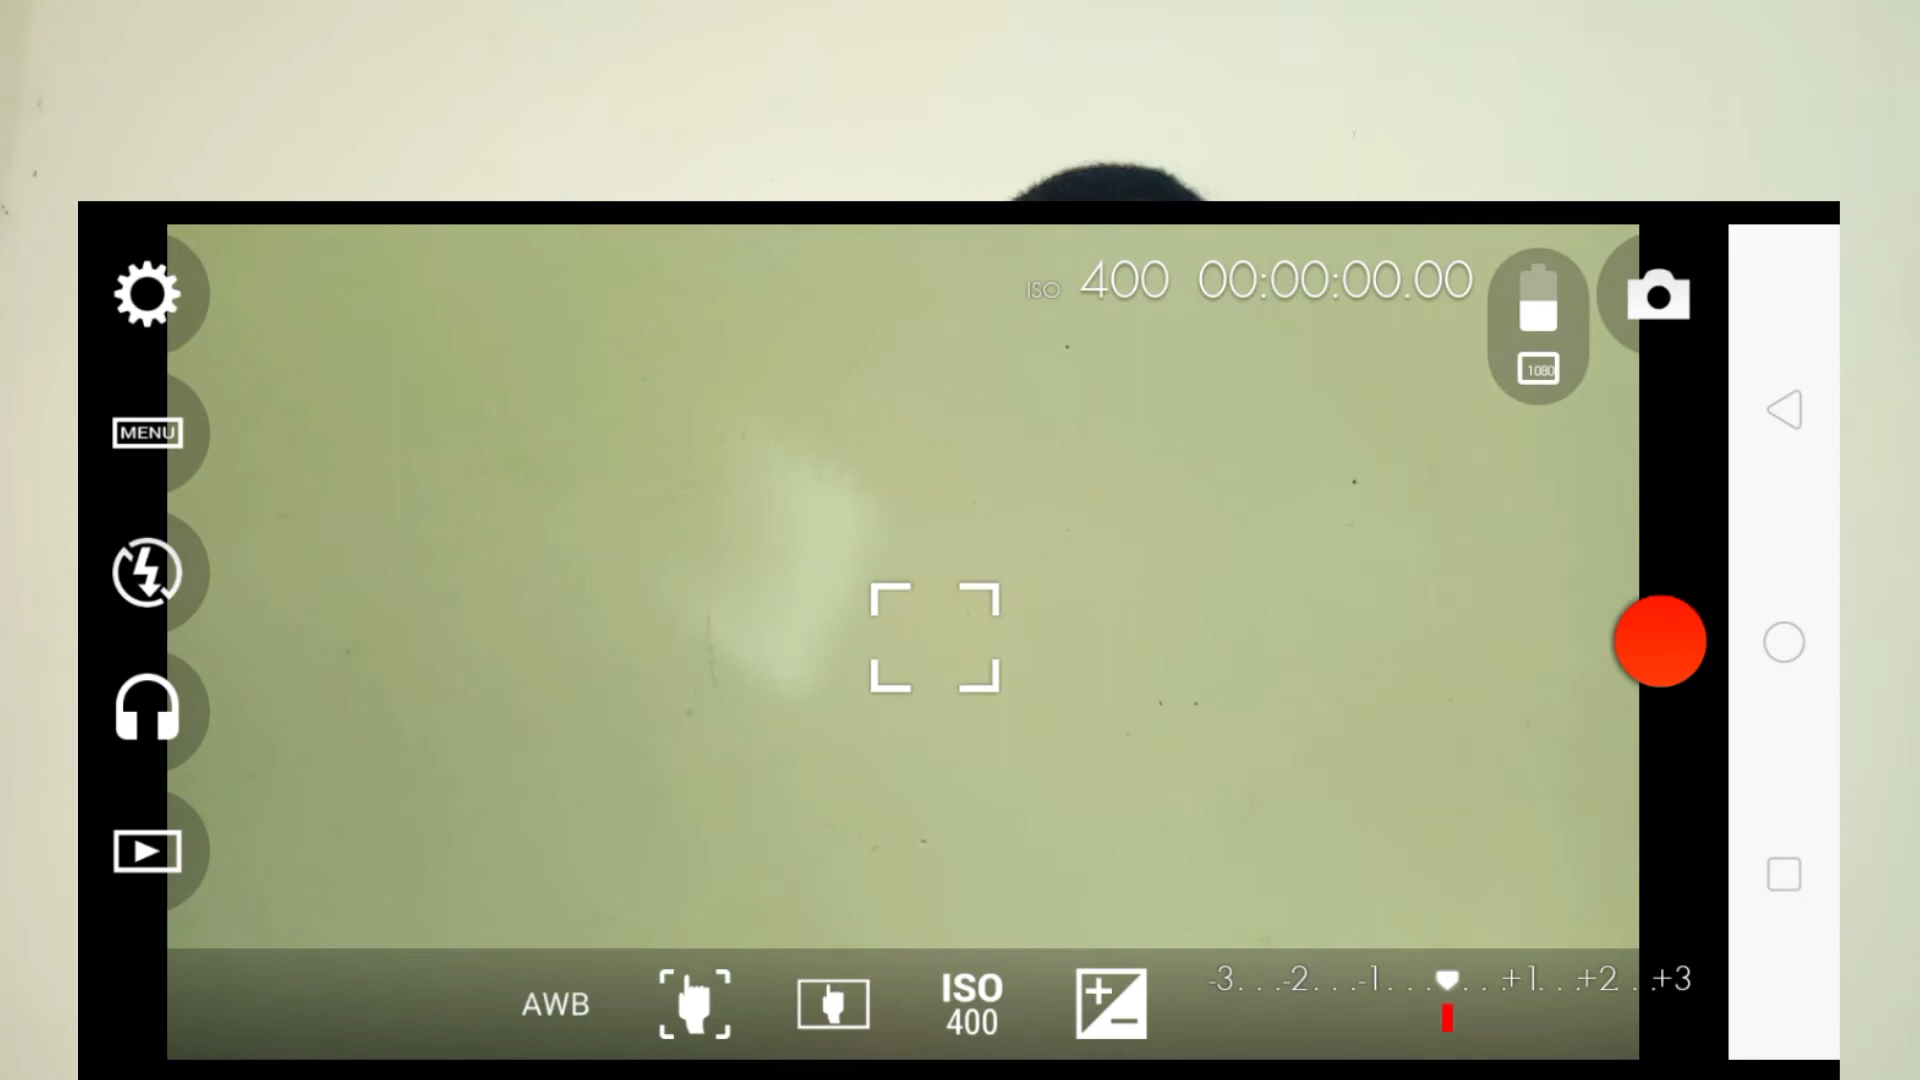 ISO 400 00:00:00.00
1080
MENU
AWB
ISO
400
-3. . .-2. . .-1. . . . . .+1. . .+2. . .+3